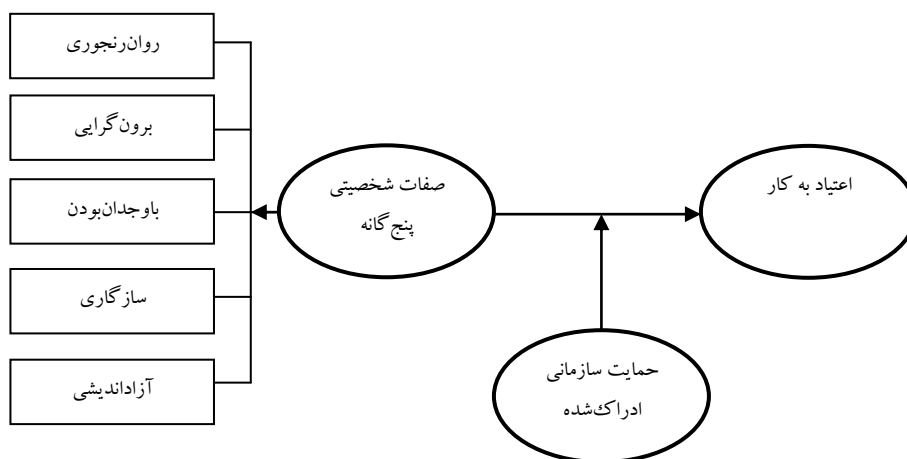 روان‌رنجوری
برون‌گرایی
باوجدان‌بودن
سازگاری
آزاداندیشی
صفات شخصیتی
پنج‌گانه
اعتیاد به کار
حمایت سازمانی
ادراک‌شده